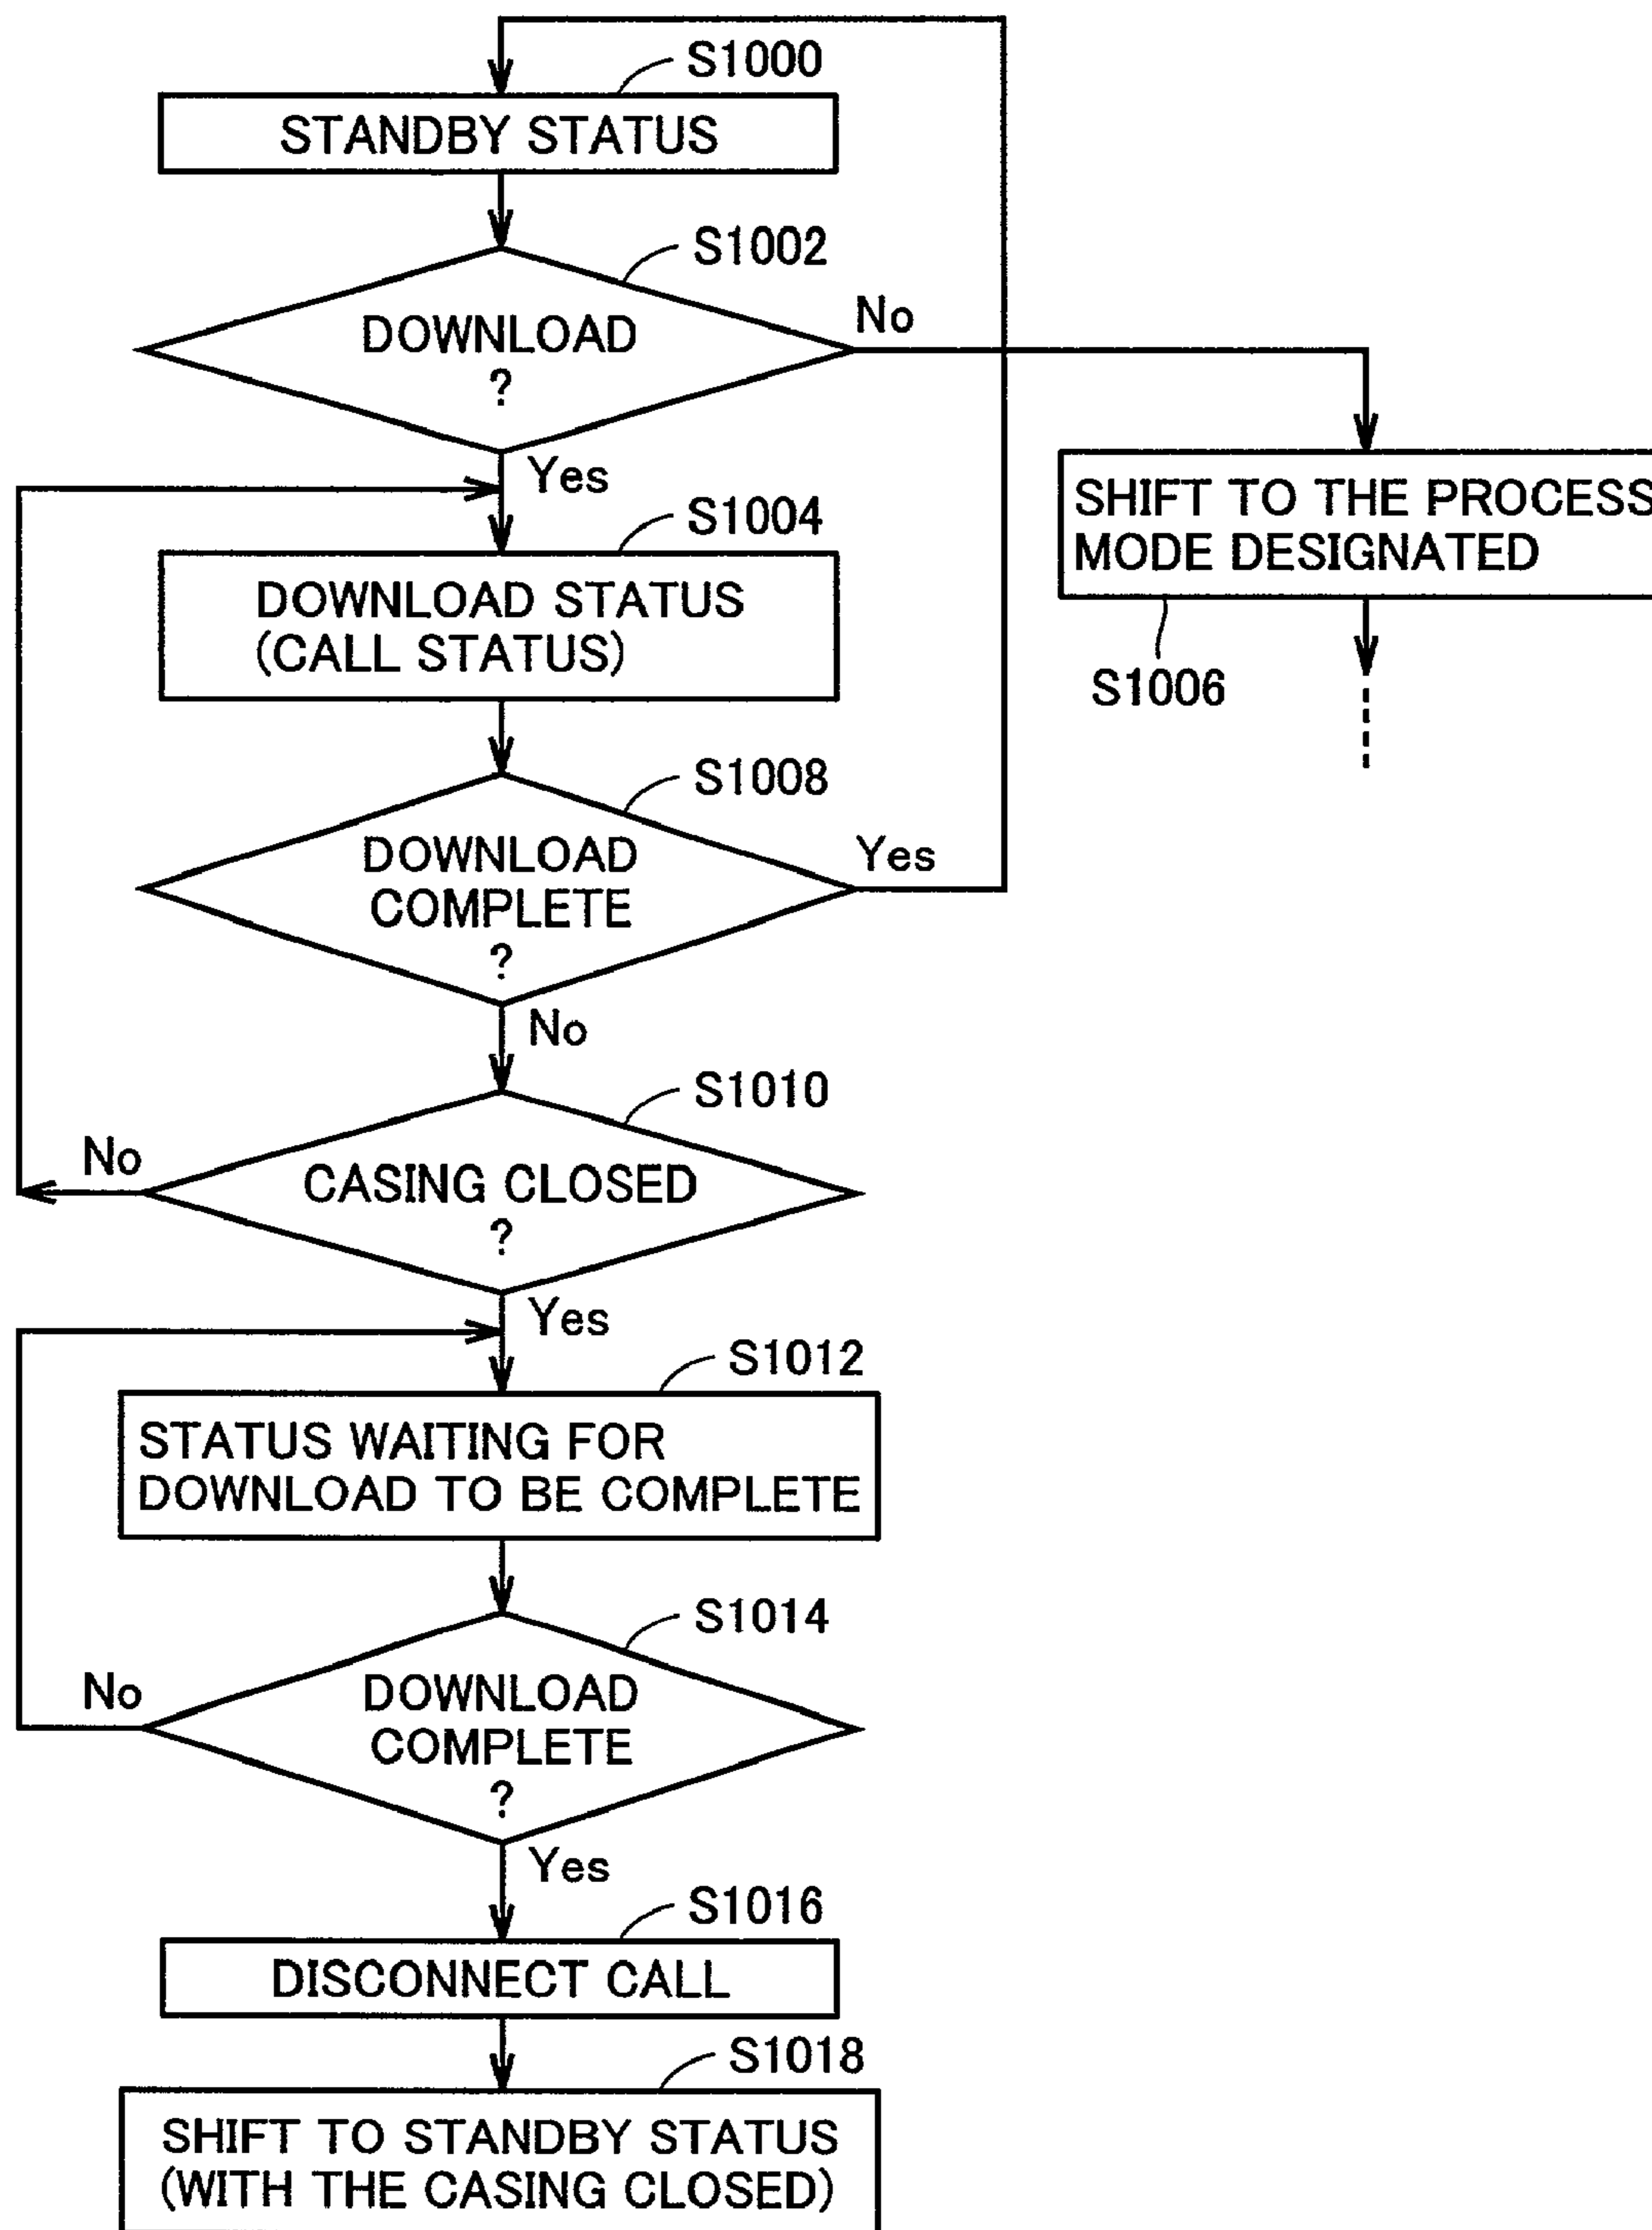 S1000
STANDBY STATUS
S1002
DOWNLOAD
?
No
Yes
SHIFT TO THE PROCESS
MODE DESIGNATED
S1006
S1004
DOWNLOAD STATUS
(CALL STATUS)
S1008
DOWNLOAD
COMPLETE
?
Yes
No
S1010
CASING CLOSED
?
No
Yes
S1012
STATUS WAITING FOR
DOWNLOAD TO BE COMPLETE
S1014
DOWNLOAD
COMPLETE
?
No
Yes
S1016
DISCONNECT CALL
S1018
SHIFT TO STANDBY STATUS
(WITH THE CASING CLOSED)